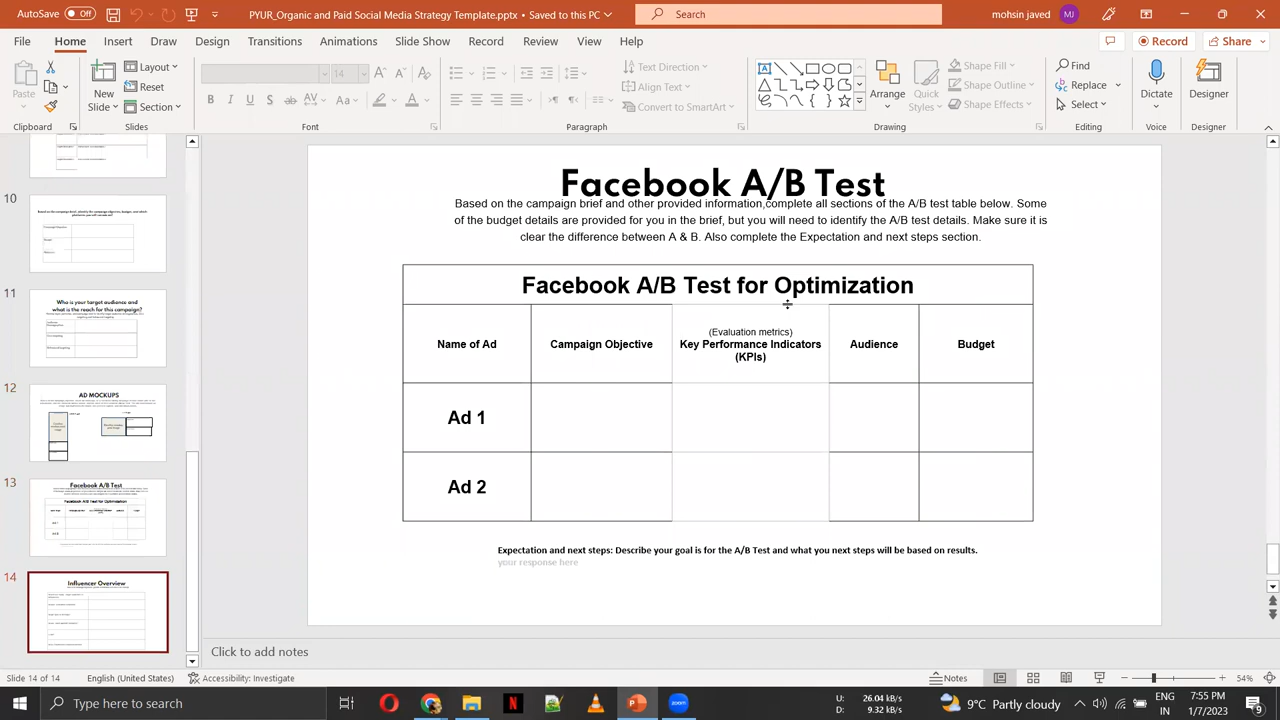 AutoSave Off PYUR_Organic and Paid Social Media Strategy Template.pptx • Saved to this PC Search mohsin javed MJ
File Home Insert Draw Design Transitions Animations Slide Show Record Review View Help Record Share
Paste
Clipboard
New
Slide
Layout
Reset
Section
Slides
14
B I U S ab AV Aa A
Font
Text Direction
Align Text
Convert to SmartArt
Paragraph
Arrange
Quick
Styles
Shape Fill
Shape Outline
Shape Effects
Drawing
Find
Replace
Select
Editing
Dictate
Voice
Designer
Designer
10
11
Who is your target audience and
what is the reach for this campaign?
12
AD MOCKUPS
13
Facebook A/B Test
Facebook A/B Test for Optimization
14
Influencer Overview
Facebook A/B Test
Based on the campaign brief and other provided information,complete all sections of the A/B test table below. Some
of the budget details are provided for you in the brief, but you will need to identify the A/B test details. Make sure it is
clear the difference between A & B. Also complete the Expectation and next steps section.
Facebook A/B Test for Optimization
Name of Ad
Campaign Objective
(Evaluation metrics)
Key Performance Indicators
(KPIs)
Audience
Budget
Ad 1
Ad 2
Expectation and next steps: Describe your goal is for the A/B Test and what you next steps will be based on results.
your response here
Click to add notes
Slide 14 of 14 English (United States) Accessibility: Investigate Notes 54%
Type here to search
U: 26.04 kB/s
D: 9.32 kB/s
9°C Partly cloudy
ENG
IN
7:55 PM
1/7/2023
9